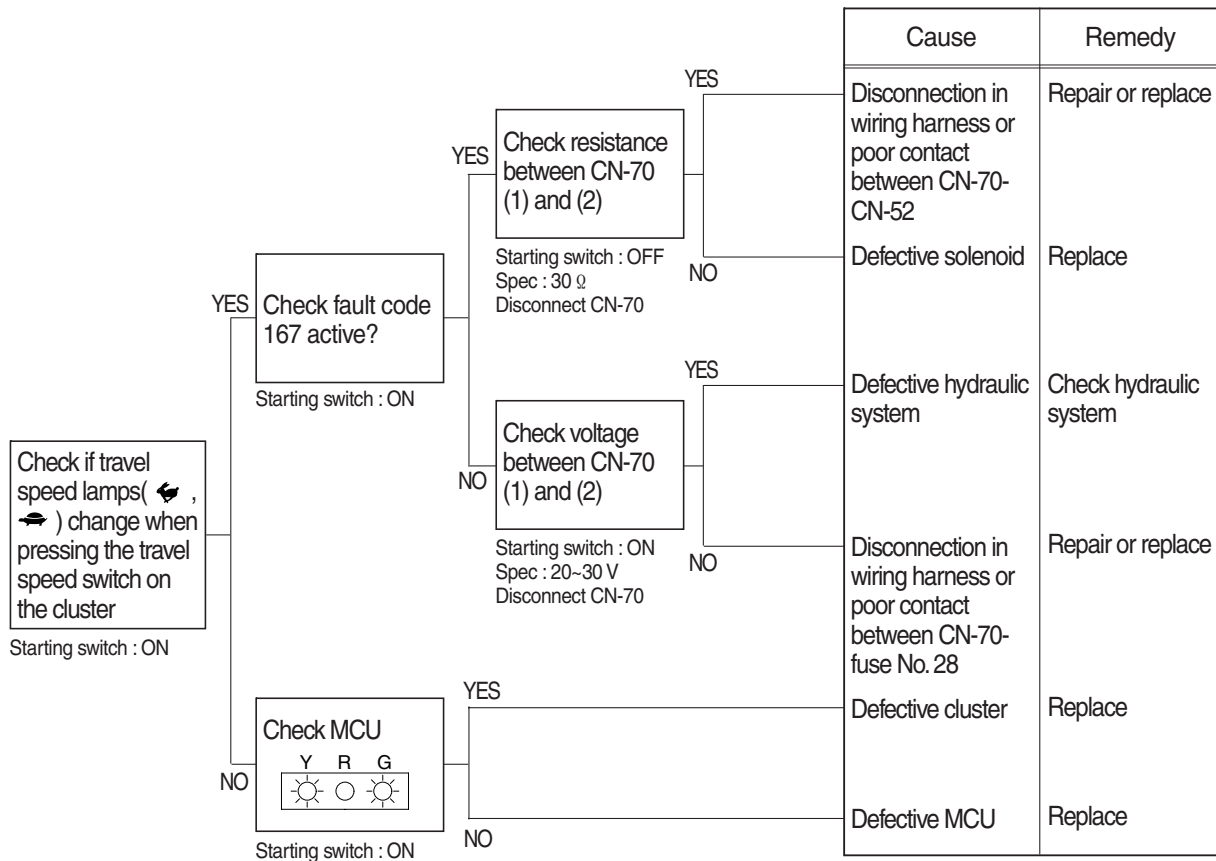 Cause
Remedy
YES
Disconnection in
wiring harness or
poor contact
between CN-70-
CN-52
Repair or replace
YES
Check resistance
between CN-70
(1) and (2)
Starting switch : OFF
Spec : 30 Ω
Disconnect CN-70
NO
Defective solenoid
Replace
YES
Check fault code
167 active?
Starting switch : ON
YES
Defective hydraulic
system
Check hydraulic
system
NO
Check voltage
between CN-70
(1) and (2)
Starting switch : ON
Spec : 20~30 V
Disconnect CN-70
NO
Disconnection in
wiring harness or
poor contact
between CN-70-
fuse No. 28
Repair or replace
Check if travel
speed lamps( ,
) change when
pressing the travel
speed switch on
the cluster
Starting switch : ON
NO
Check MCU
Y R G
Starting switch : ON
YES
Defective cluster
Replace
NO
Defective MCU
Replace